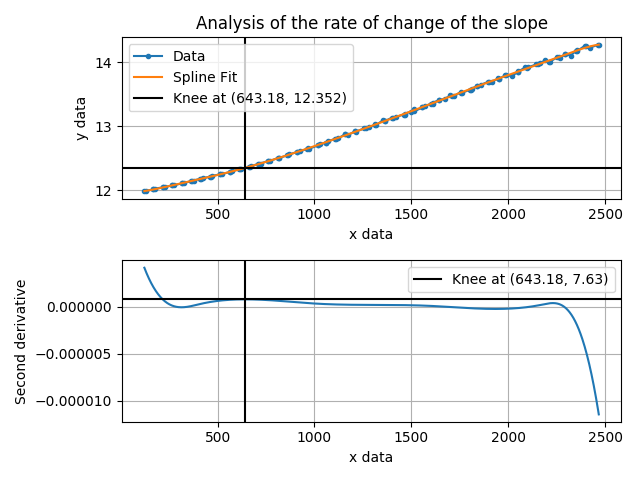 Analysis of the rate of change of the slope
Data
Spline Fit
Knee at (643.18, 12.352)
14
13
12
y data
500
1000
1500
2000
2500
x data
Knee at (643.18, 7.63)
0.000000
−0.000005
−0.000010
Second derivative
500
1000
1500
2000
2500
x data